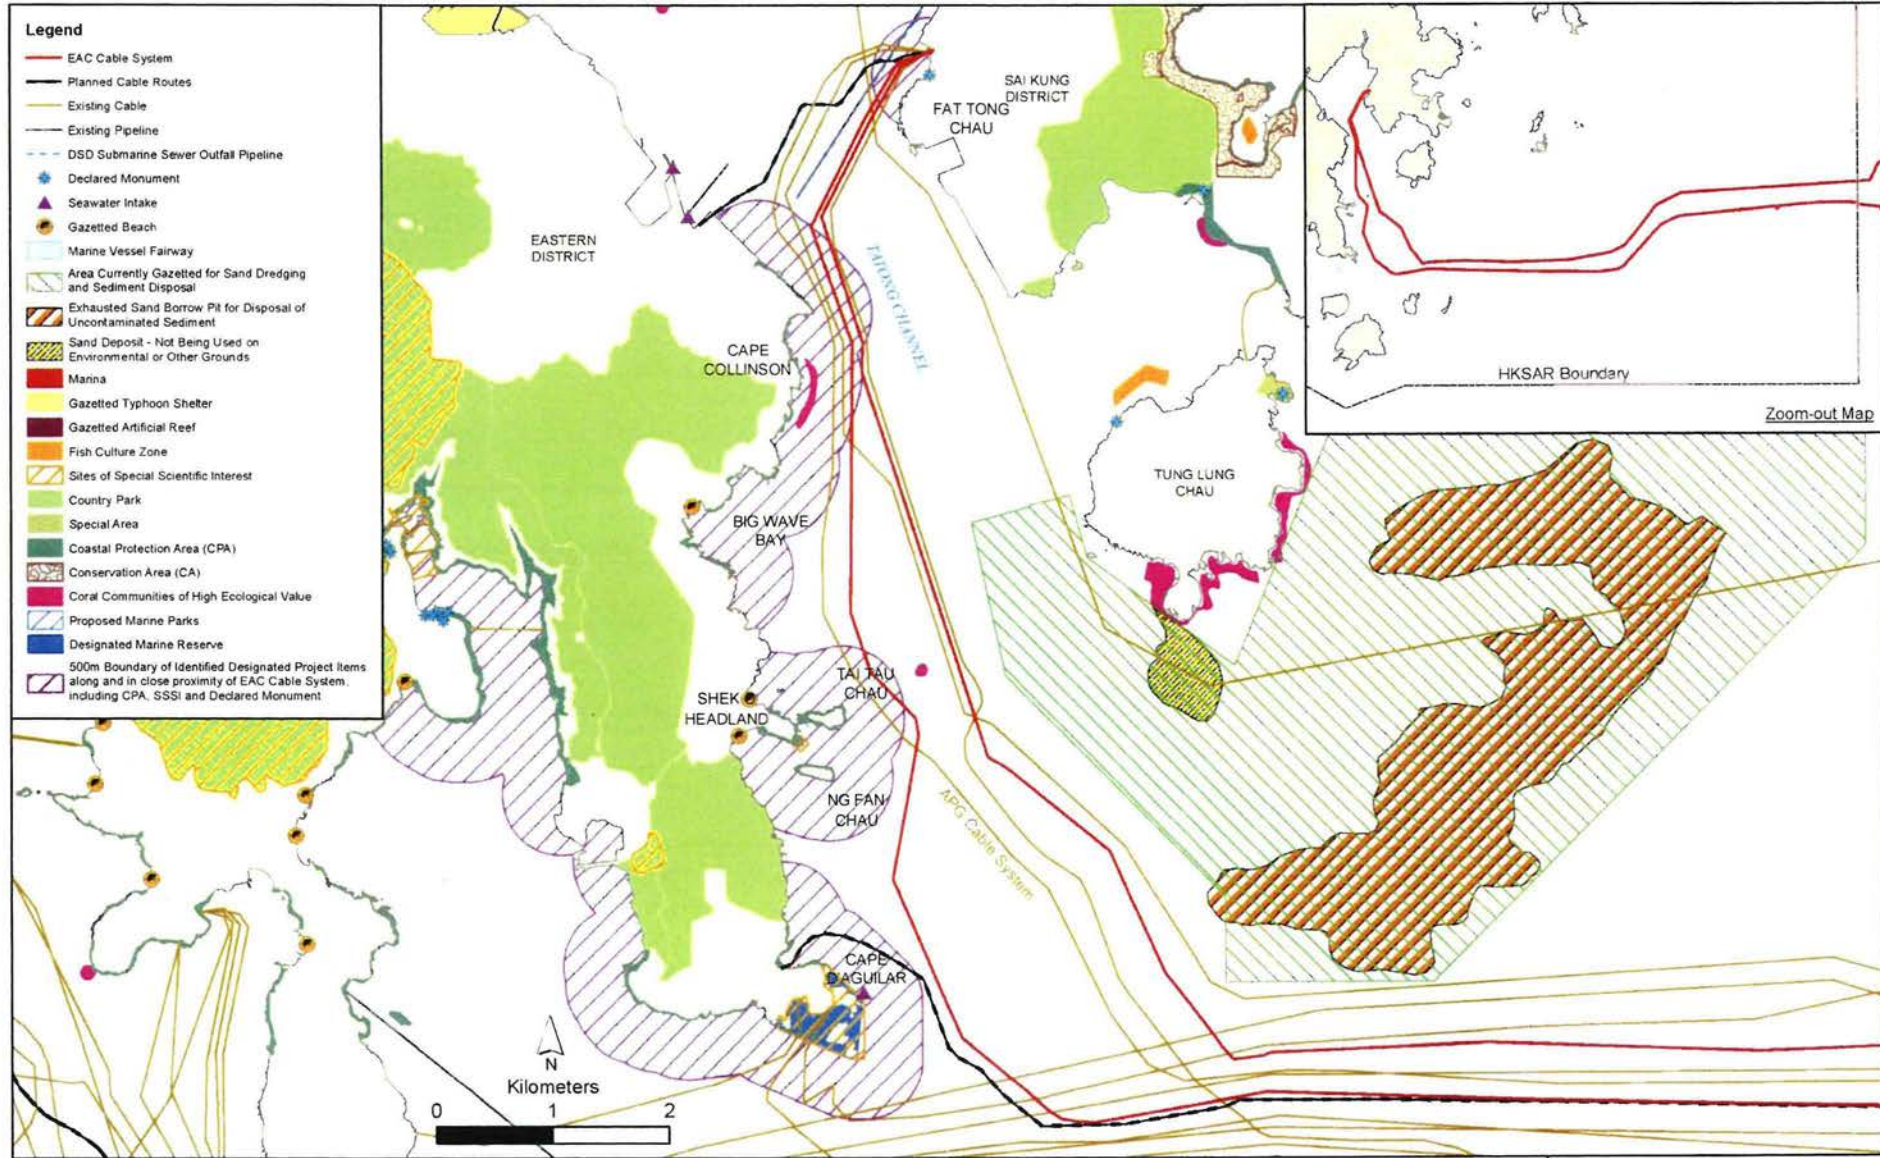 Legend
EAC Cable System
Planned Cable Routes
Existing Cable
Existing Pipeline
DSD Submarine Sewer Outfall Pipeline
Declared Monument
Seawater Intake
Gazetted Beach
Marine Vessel Fairway
Area Currently Gazetted for Sand Dredging
and Sediment Disposal
Exhausted Sand Borrow Pit for Disposal of
Uncontaminated Sediment
Sand Deposit - Not Being Used on
Environmental or Other Grounds
Marina
Gazetted Typhoon Shelter
Gazetted Artificial Reef
Fish Culture Zone
Sites of Special Scientific Interest
Country Park
Special Area
Coastal Protection Area (CPA)
Conservation Area (CA)
Coral Communities of High Ecological Value
Proposed Marine Parks
Designated Marine Reserve
500m Boundary of Identified Designated Project Items
along and in close proximity of EAC Cable System,
including CPA, SSSI and Declared Monument
SAI KUNG
DISTRICT
FAT TONG
CHAU
EASTERN
DISTRICT
TATONG CHANNEL
CAPE
COLLINSON
HKSAR Boundary
Zoom-out Map
TUNG LUNG
CHAU
BIG WAVE
BAY
TAI TAU
CHAU
SHEK
HEADLAND
NG FAN
CHAU
APG Cable System
CAPE
D'AGUILAR
N
Kilometers
0 1 2